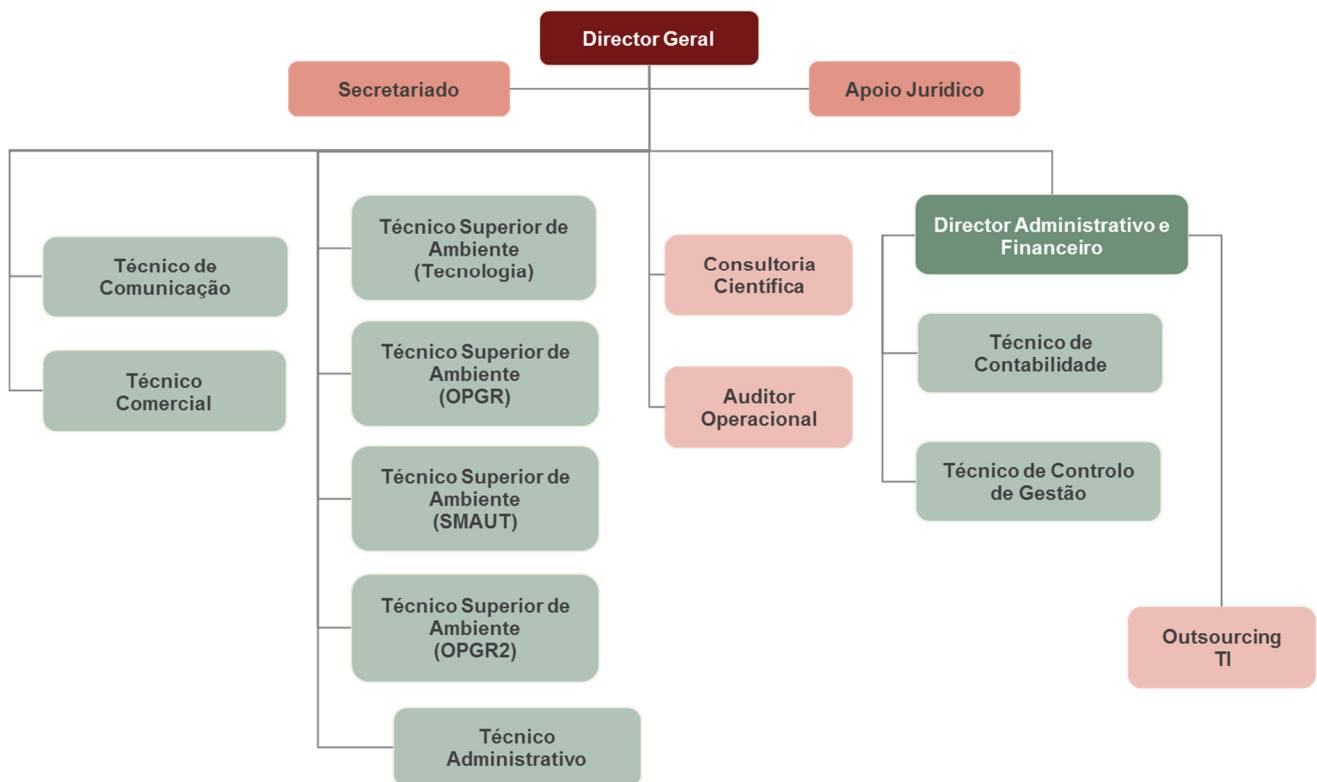 Director Geral
Secretariado
Apoio Jurídico
Técnico de
Comunicação
Técnico
Comercial
Técnico Superior de
Ambiente
(Tecnologia)
Técnico Superior de
Ambiente
(OPGR)
Técnico Superior de
Ambiente
(SMAUT)
Técnico Superior de
Ambiente
(OPGR2)
Técnico
Administrativo
Consultoria
Científica
Auditor
Operacional
Director Administrativo e
Financeiro
Técnico de
Contabilidade
Técnico de Controlo
de Gestão
Outsourcing
TI